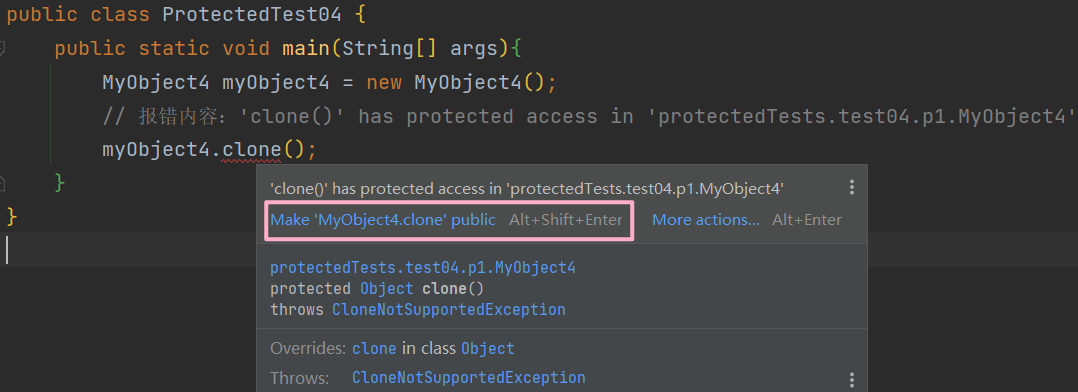 public class ProtectedTest04 {
public static void main(String[] args){
MyObject4 myObject4 = new MyObject4();
// 报错内容：'clone()' has protected access in 'protectedTests.test04.p1.MyObject4'
myObject4.clone();
}
}
'clone()' has protected access in 'protectedTests.test04.p1.MyObject4'
Make 'MyObject4.clone' public Alt+Shift+Enter More actions... Alt+Enter
protectedTests.test04.p1.MyObject4
protected Object clone()
throws CloneNotSupportedException
Overrides: clone in class Object
Throws: CloneNotSupportedException